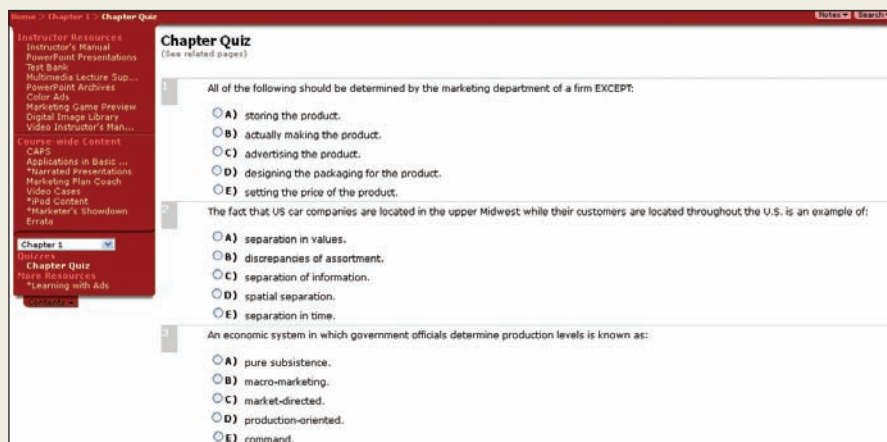 Home > Chapter 1 > Chapter Quiz
Notes
Search
Instructor Resources
Instructor's Manual
PowerPoint Presentations
Test Bank
Multimedia Lecture Sup...
PowerPoint Archives
Color Ads
Marketing Game Preview
Digital Image Library
Video Instructor's Man...
Course-wide Content
CAPS
Applications in Basic ...
*Narrated Presentations
Marketing Plan Coach
Video Cases
*iPod Content
*Marketer's Showdown
Errata
Chapter 1
Quizzes
Chapter Quiz
*More Resources
*Learning with Ads
Contents
Chapter Quiz
(See related pages)
1
All of the following should be determined by the marketing department of a firm EXCEPT:
A) storing the product.
B) actually making the product.
C) advertising the product.
D) designing the packaging for the product.
E) setting the price of the product.
2
The fact that US car companies are located in the upper Midwest while their customers are located throughout the U.S. is an example of:
A) separation in values.
B) discrepancies of assortment.
C) separation of information.
D) spatial separation.
E) separation in time.
3
An economic system in which government officials determine production levels is known as:
A) pure subsistence.
B) macro-marketing.
C) market-directed.
D) production-oriented.
E) command.